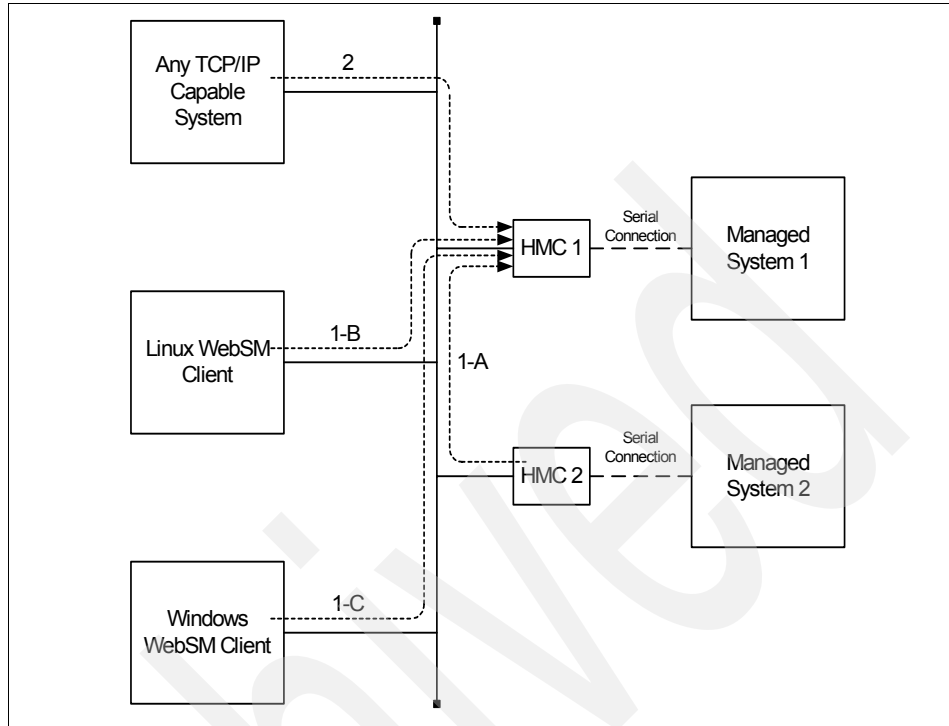 Any TCP/IP
Capable
System
2
Linux WebSM
Client
1-B
Windows
WebSM Client
1-C
1-A
HMC 1
Serial
Connection
Managed
System 1
HMC 2
Serial
Connection
Managed
System 2